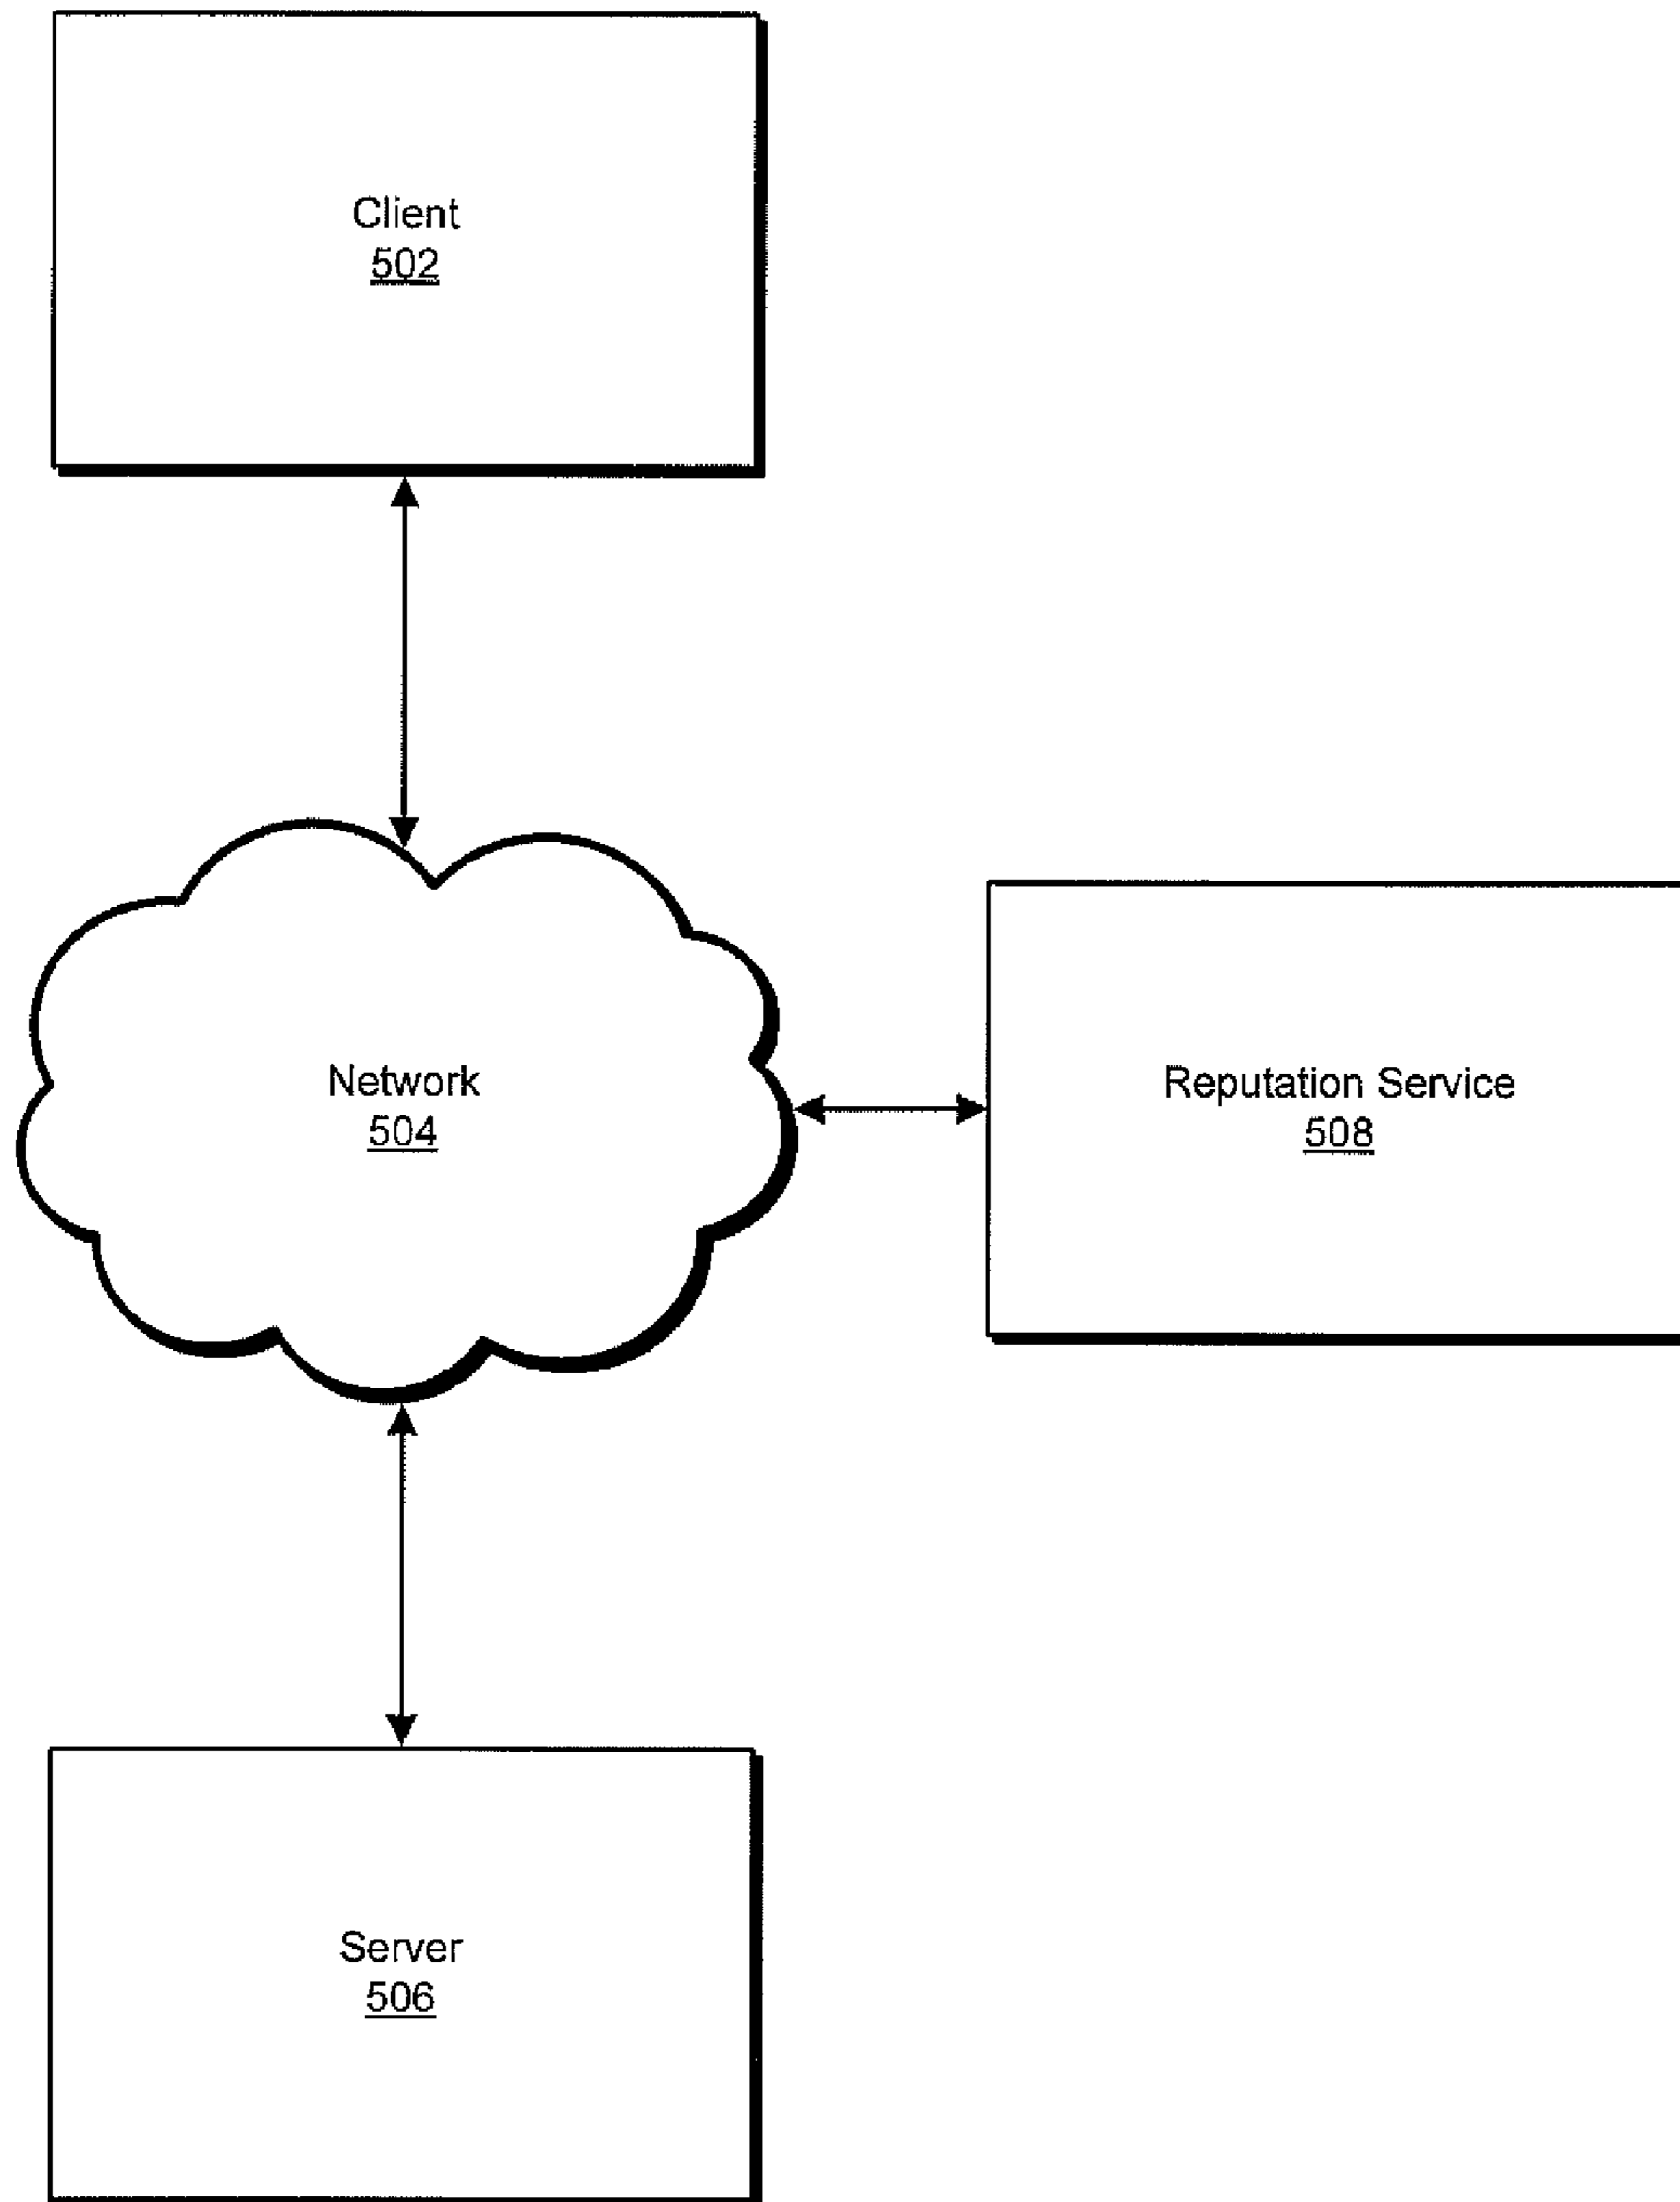 Client
502
Network
504
Reputation Service
508
Server
506